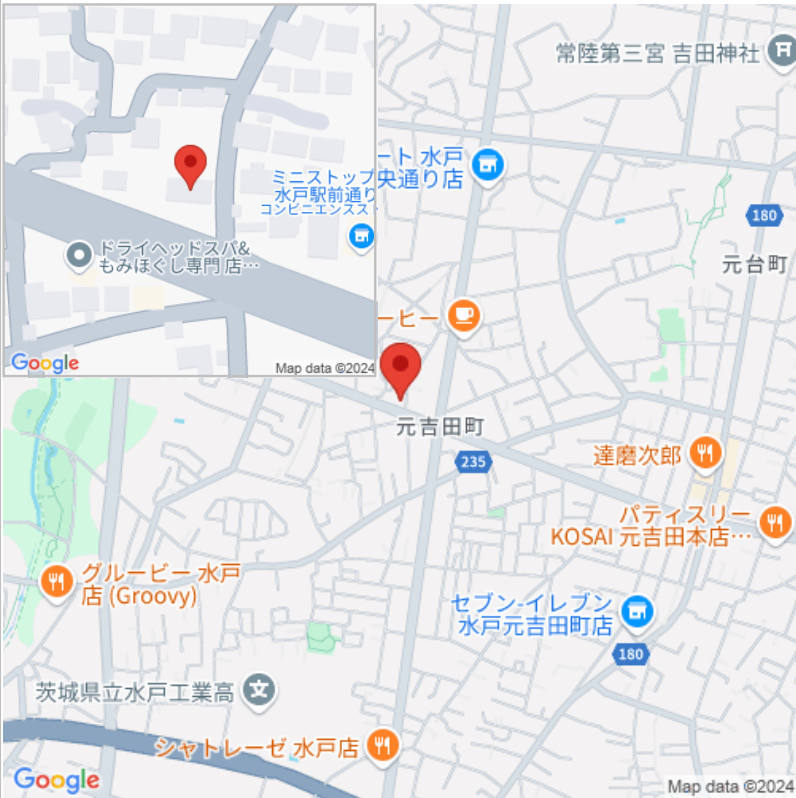 ミニストップ
水戸駅前通り
コンビニエンスス
ドライヘッドスパ&
もみほぐし専門 店…
Google
Map data ©2024
常陸第三宮 吉田神社
ート 水戸
央通り店
180
元台町
ーヒー
元吉田町
235
達磨次郎
パティスリー
KOSAI 元吉田本店…
グルービー 水戸
店 (Groovy)
セブン-イレブン
水戸元吉田町店
180
茨城県立水戸工業高
シャトレーゼ 水戸店
Google
Map data ©2024